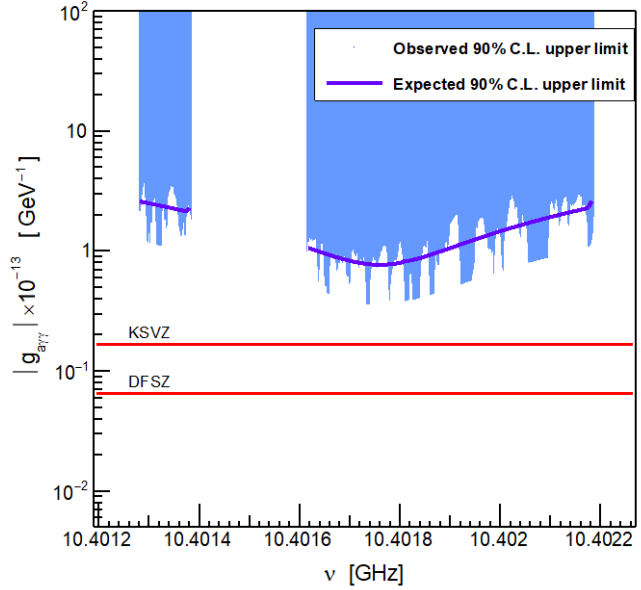 10²
Observed 90% C.L. upper limit
Expected 90% C.L. upper limit
10
1
KSVZ
10⁻¹
DFSZ
10⁻²
| g_aγγ | ×10⁻¹³ [ GeV⁻¹ ]
10.4012 10.4014 10.4016 10.4018 10.402 10.4022
ν [GHz]